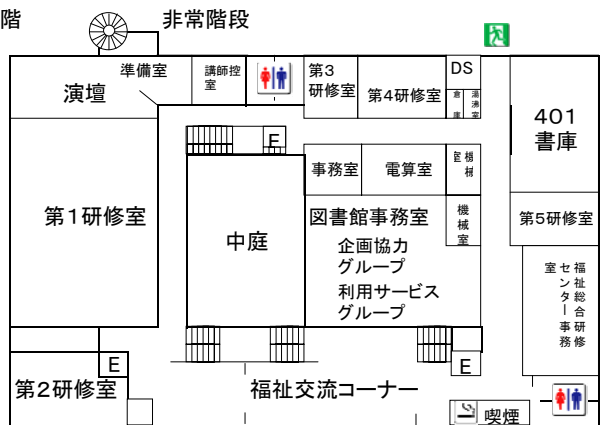 階
非常階段
準備室
演壇
講師控
室
第3
研修室
第4研修室
DS
倉庫
湯沸室
401
書庫
E
事務室
電算室
機械
室
第1研修室
中庭
図書館事務室
機械室
企画協力
グループ
利用サービス
グループ
第5研修室
福祉総合研修
センター事務
室
E
第2研修室
福祉交流コーナー
E
喫煙